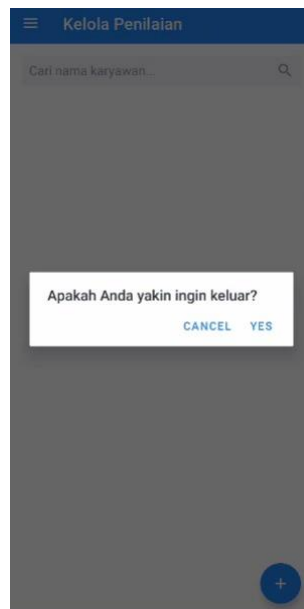 Kelola Penilaian
Cari nama karyawan...
Apakah Anda yakin ingin keluar?
CANCEL YES